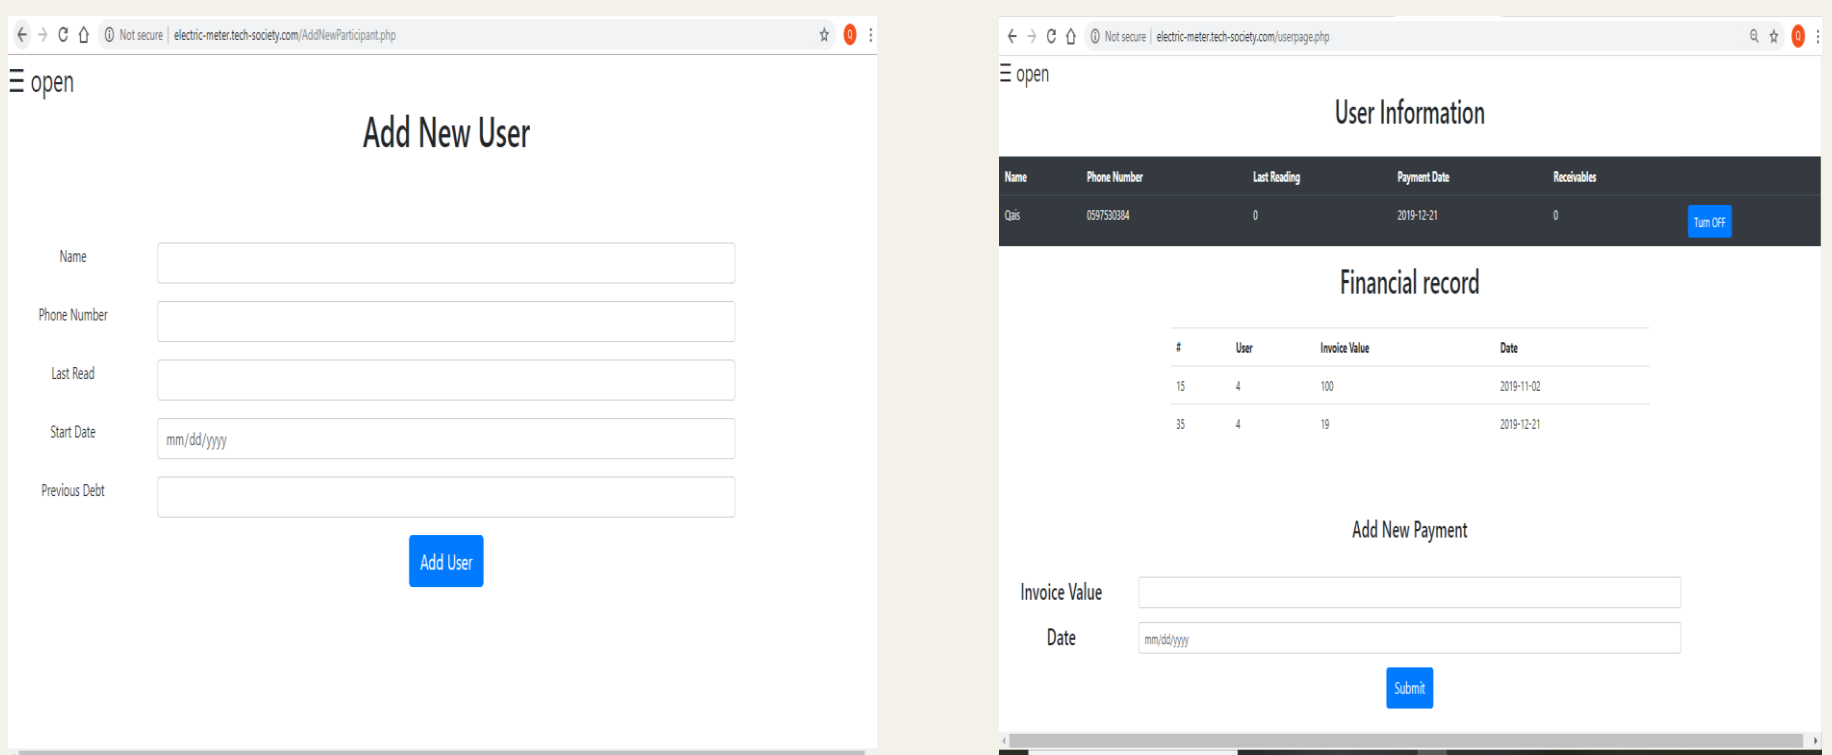 Not secure | electric-meter.tech-society.com/AddNewParticipant.php Q
☰ open
Add New User
Name
Phone Number
Last Read
Start Date mm/dd/yyyy
Previous Debt
Add User
Not secure | electric-meter.tech-society.com/userpage.php Q
☰ open
User Information
Name Phone Number Last Reading Payment Date Receivables
Qais 0597530384 0 2019-12-21 0 Turn OFF
Financial record
# User Invoice Value Date
15 4 100 2019-11-02
35 4 19 2019-12-21
Add New Payment
Invoice Value
Date mm/dd/yyyy
Submit